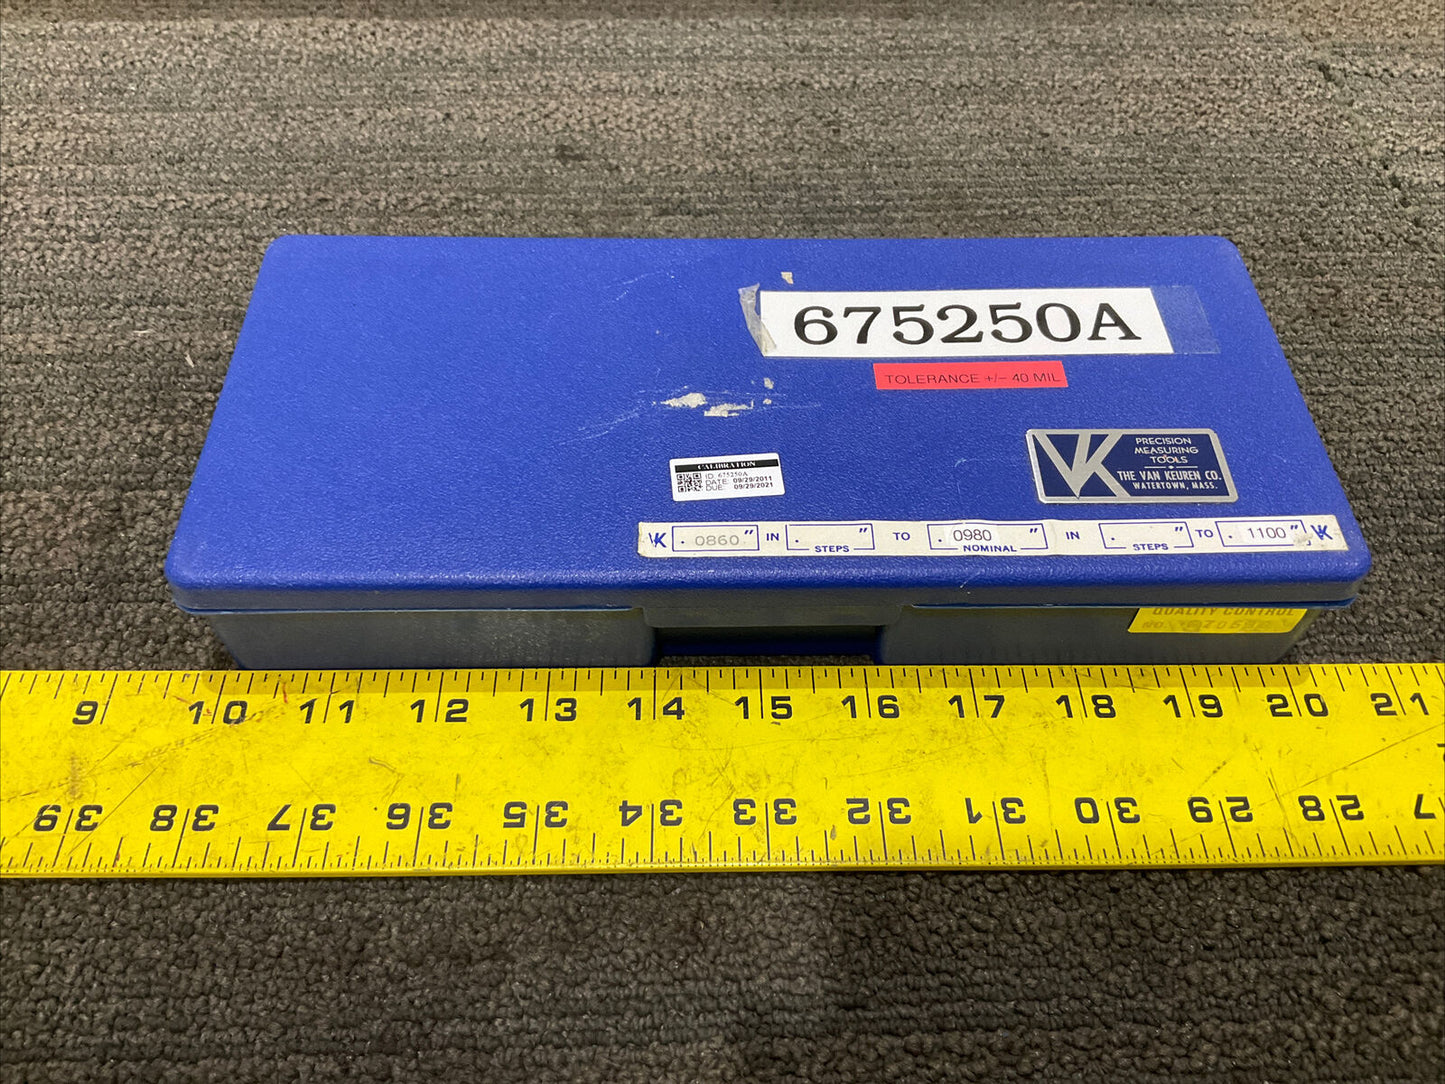 675250A
TOLERANCE +/- 40 MIL
VK
PRECISION
MEASURING
TOOLS
THE VAN KEUREN CO.
WATERTOWN, MASS.
CALIBRATION
ID: 675250A
DATE: 09/29/2011
DUE: 09/29/2021
VK .0860" IN ." STEPS TO .0980" NOMINAL IN ." STEPS TO .1100" VK
QUALITY CONTROL
NO.
9 10 11 12 13 14 15 16 17 18 19 20 21
39 38 37 36 35 34 33 32 31 30 29 28 27